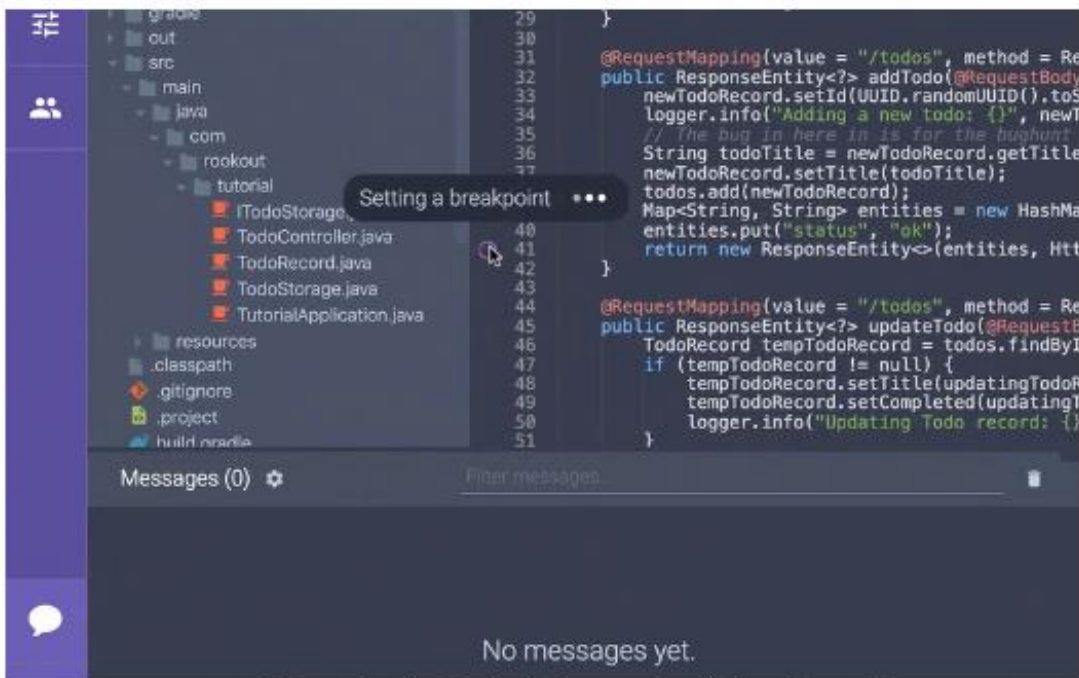 gradle
out
src
main
java
com
rookout
tutorial
ITodoStorage.
TodoController.java
TodoRecord.java
TodoStorage.java
TutorialApplication.java
resources
.classpath
.gitignore
.project
build.gradle
Setting a breakpoint
29 }
30
31 @RequestMapping(value = "/todos", method = Re
32 public ResponseEntity<?> addTodo(@RequestBody
33 newTodoRecord.setId(UUID.randomUUID().toS
34 logger.info("Adding a new todo: {}", newT
35 // The bug in here in is for the bughunt
36 String todoTitle = newTodoRecord.getTitle
37 newTodoRecord.setTitle(todoTitle);
todos.add(newTodoRecord);
Map<String, String> entities = new HashMa
40 entities.put("status", "ok");
41 return new ResponseEntity<>(entities, Htt
42 }
43
44 @RequestMapping(value = "/todos", method = Re
45 public ResponseEntity<?> updateTodo(@RequestB
46 TodoRecord tempTodoRecord = todos.findByI
47 if (tempTodoRecord != null) {
48 tempTodoRecord.setTitle(updatingTodoR
49 tempTodoRecord.setCompleted(updatingT
50 logger.info("Updating Todo record: {}
51 }
Messages (0)
Filter messages...
No messages yet.